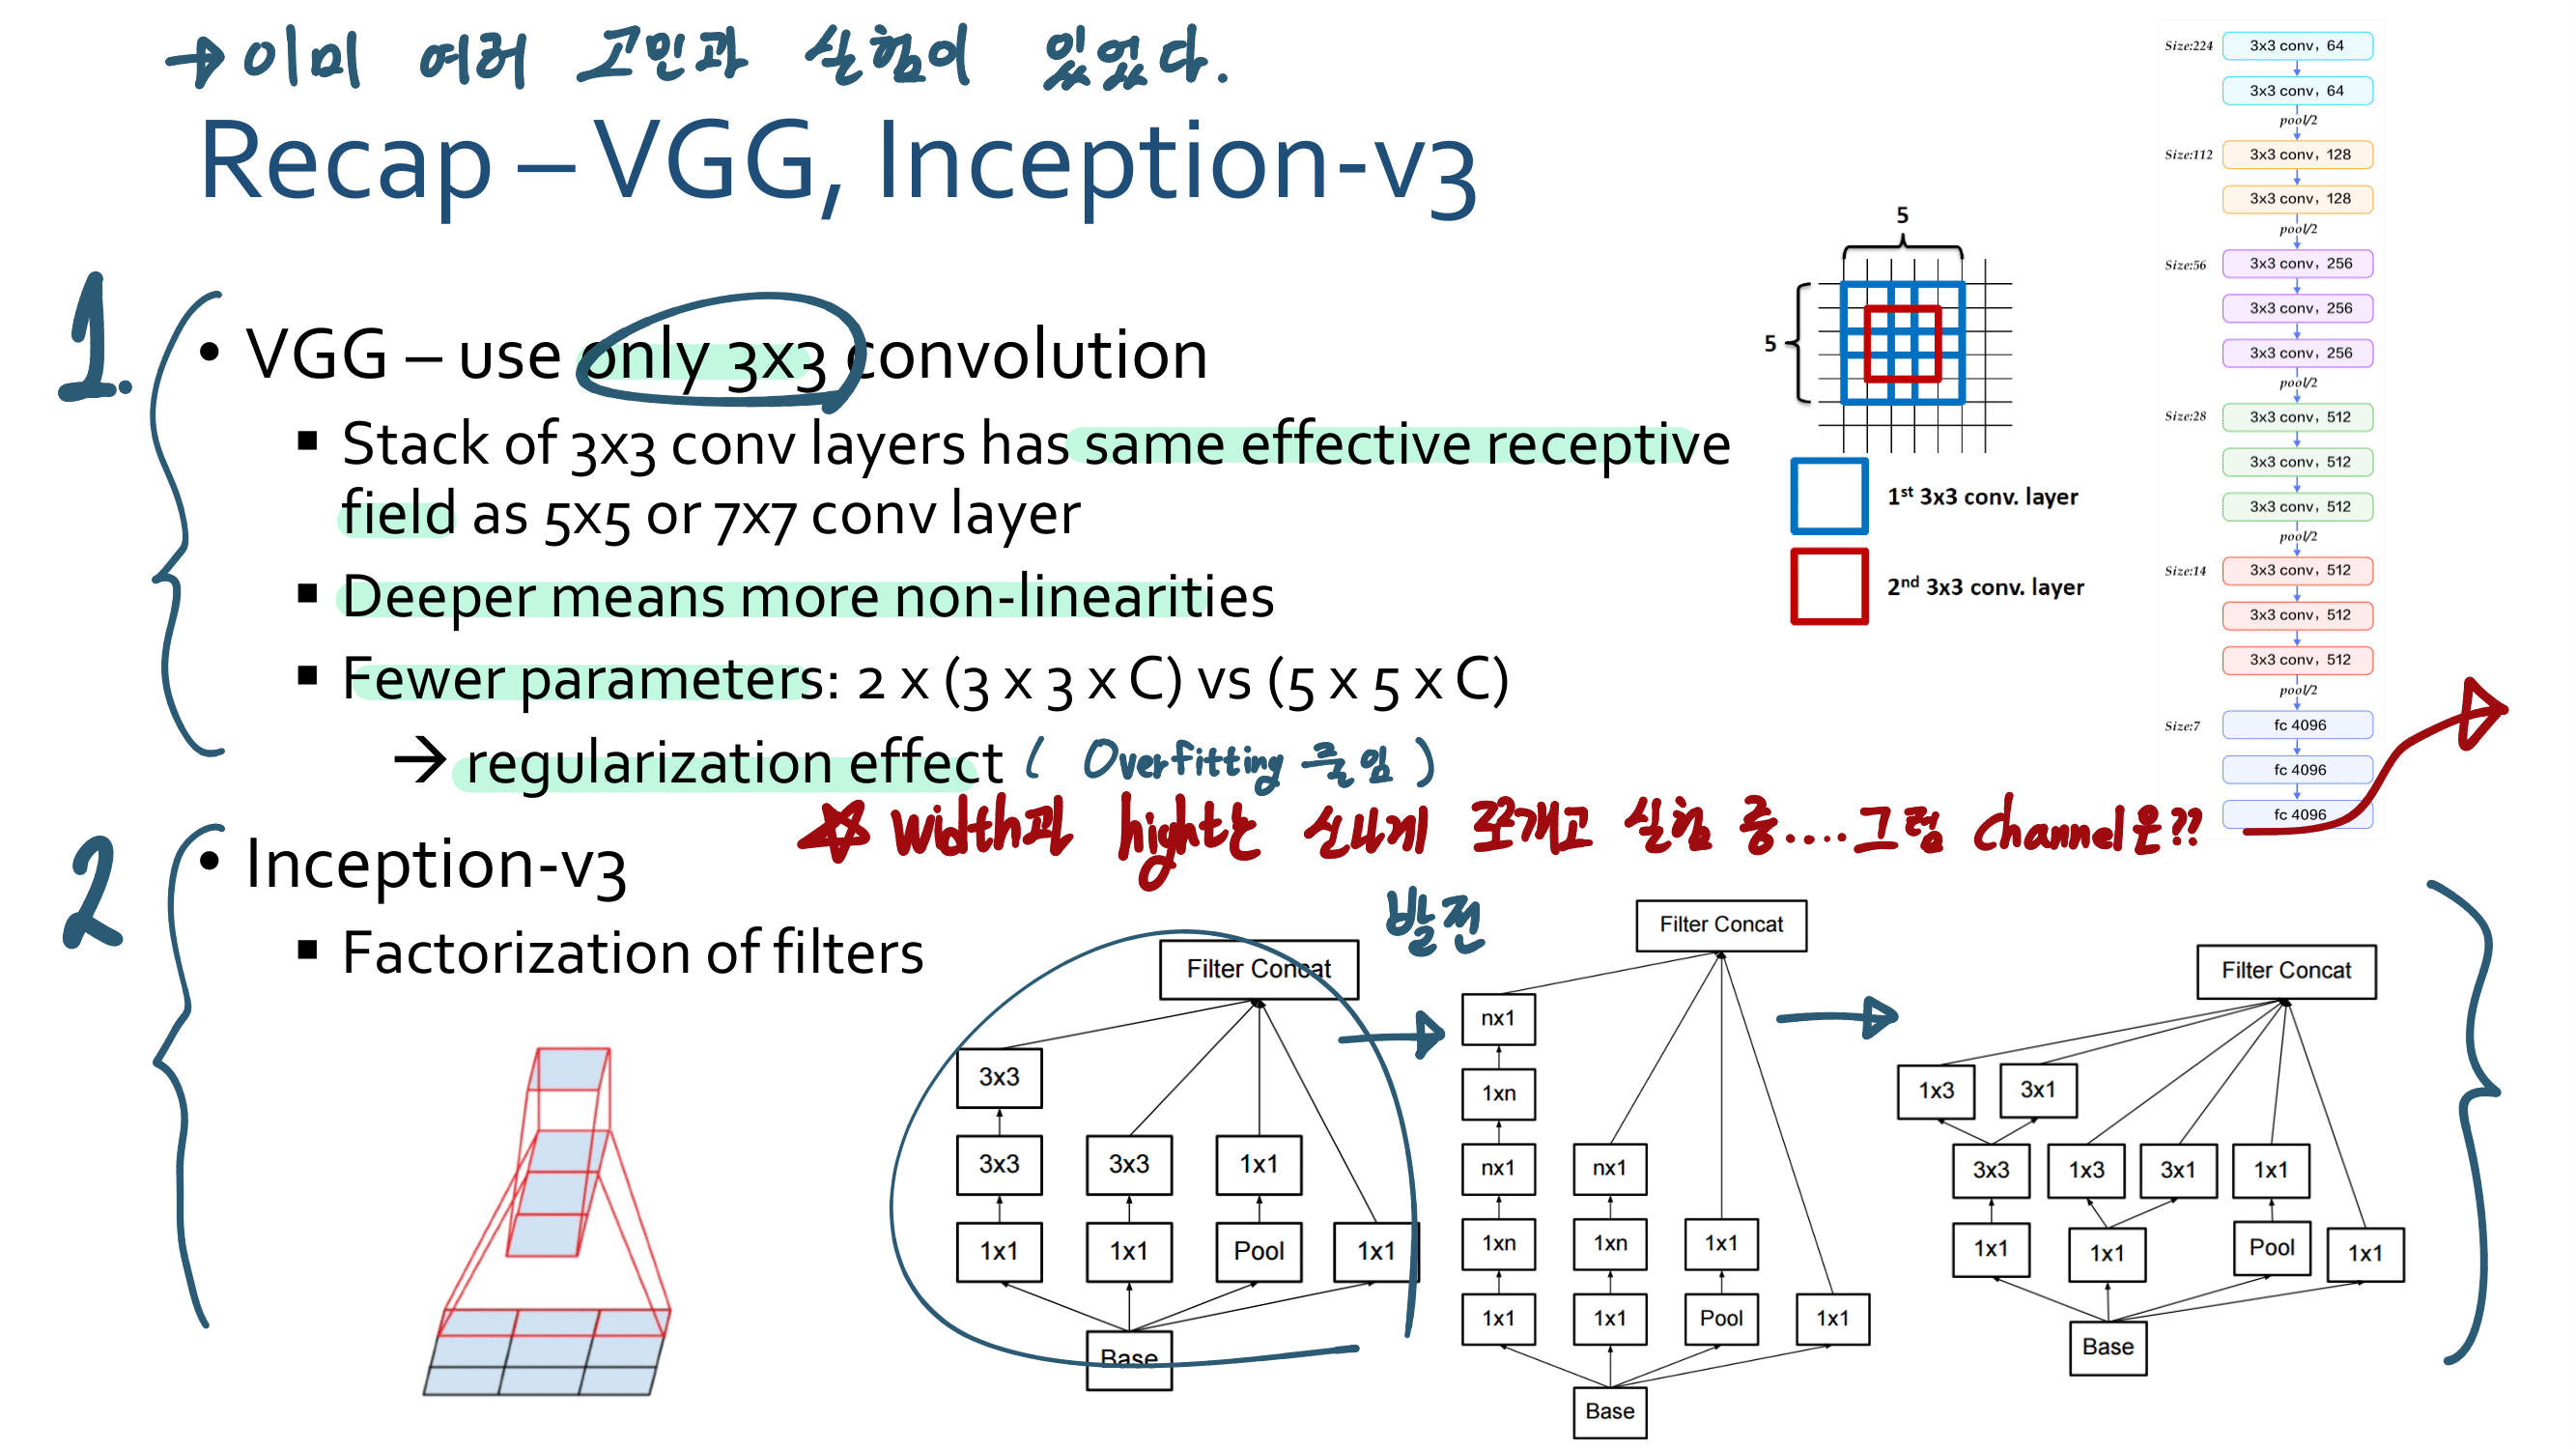 → 이미 여러 고민과 실험이 있었다.
Recap – VGG, Inception-v3
1.
• VGG – use only 3x3 convolution
▪ Stack of 3x3 conv layers has same effective receptive
field as 5x5 or 7x7 conv layer
▪ Deeper means more non-linearities
▪ Fewer parameters: 2 x (3 x 3 x C) vs (5 x 5 x C)
→ regularization effect ( Overfitting 줄임 )
☆ Width과 hight는 신나게 쪼개고 실험 중.... 그럼 channel은??
5
5
1st 3x3 conv. layer
2nd 3x3 conv. layer
Size:224 3x3 conv, 64
3x3 conv, 64
pool/2
Size:112 3x3 conv, 128
3x3 conv, 128
pool/2
Size:56 3x3 conv, 256
3x3 conv, 256
3x3 conv, 256
pool/2
Size:28 3x3 conv, 512
3x3 conv, 512
3x3 conv, 512
pool/2
Size:14 3x3 conv, 512
3x3 conv, 512
3x3 conv, 512
pool/2
Size:7 fc 4096
fc 4096
fc 4096
2
• Inception-v3
▪ Factorization of filters
Filter Concat
3x3
3x3 3x3 1x1
1x1 1x1 Pool 1x1
Base
발전
Filter Concat
nx1
1xn
nx1 nx1
1xn 1xn 1x1
1x1 1x1 Pool 1x1
Base
Filter Concat
1x3 3x1
3x3 1x3 3x1 1x1
1x1 1x1 Pool 1x1
Base